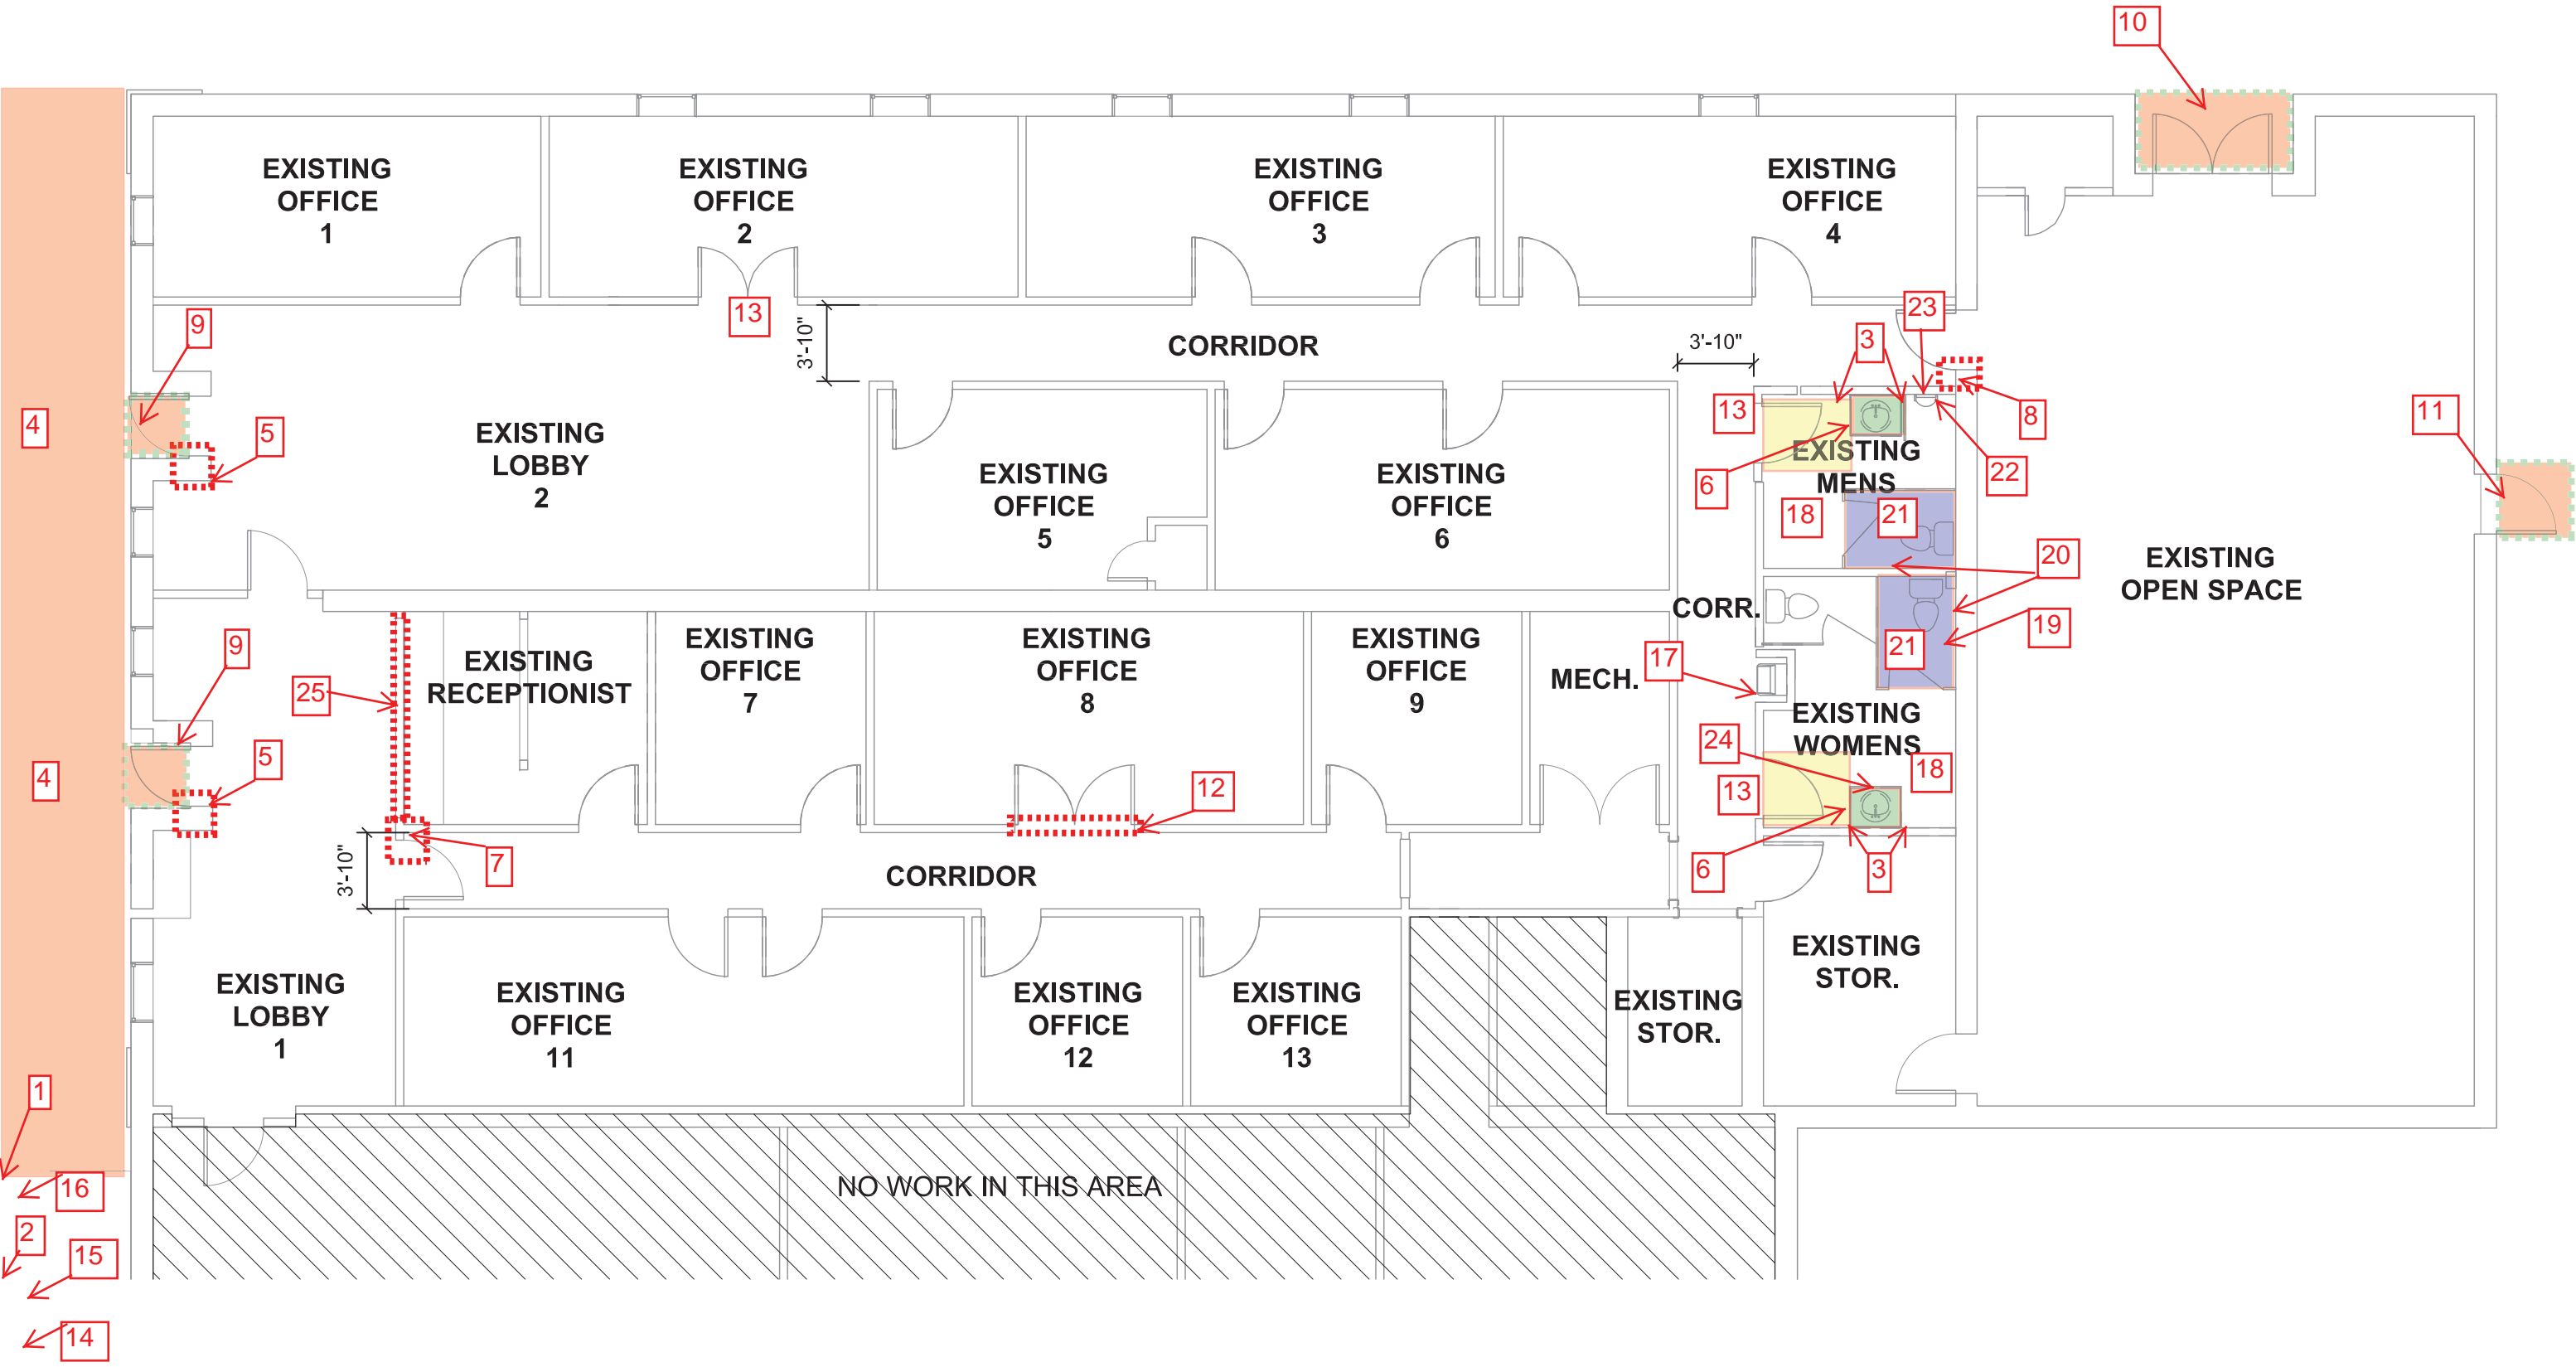 10
EXISTING
OFFICE
1
EXISTING
OFFICE
2
EXISTING
OFFICE
3
EXISTING
OFFICE
4
9
13
3'-10"
CORRIDOR
3'-10"
3
23
4
5
13
8
11
EXISTING
LOBBY
2
EXISTING
OFFICE
5
EXISTING
OFFICE
6
6
EXISTING
MENS
22
18
21
20
EXISTING
OPEN SPACE
CORR.
19
9
25
EXISTING
RECEPTIONIST
EXISTING
OFFICE
7
EXISTING
OFFICE
8
EXISTING
OFFICE
9
MECH.
17
21
EXISTING
WOMENS
24
18
4
5
12
13
3'-10"
7
CORRIDOR
6
3
EXISTING
LOBBY
1
EXISTING
OFFICE
11
EXISTING
OFFICE
12
EXISTING
OFFICE
13
EXISTING
STOR.
EXISTING
STOR.
1
16
NO WORK IN THIS AREA
2
15
14